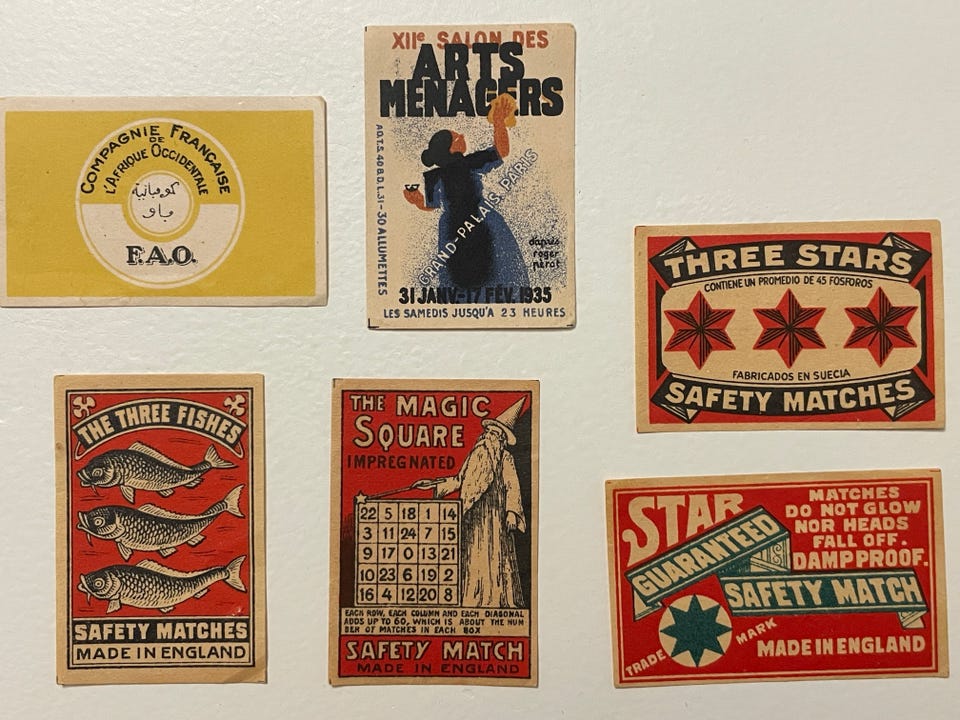 COMPAGNIE FRANÇAISE
DE
L'AFRIQUE OCCIDENTALE
كومبانية
باو
F.A.O.
XIIe SALON DES
ARTS
MENAGERS
A.D.T.S. 40 B.D.L. 31 - 30 ALLUMETTES
GRAND-PALAIS, PARIS
daprès
roger
pérot
31 JANV.-17 FÉV. 1935
LES SAMEDIS JUSQU'A 23 HEURES
THREE STARS
CONTIENE UN PROMEDIO DE 45 FOSFOROS
FABRICADOS EN SUECIA
SAFETY MATCHES
THE THREE FISHES
SAFETY MATCHES
MADE IN ENGLAND
THE MAGIC
SQUARE
IMPREGNATED
22 5 18 1 14
3 11 24 7 15
9 17 0 13 21
10 23 6 19 2
16 4 12 20 8
EACH ROW, EACH COLUMN AND EACH DIAGONAL
ADDS UP TO 60, WHICH IS ABOUT THE NUM
BER OF MATCHES IN EACH BOX
SAFETY MATCH
MADE IN ENGLAND
STAR
GUARANTEED
SAFETY MATCH
MATCHES
DO NOT GLOW
NOR HEADS
FALL OFF.
DAMPPROOF.
TRADE MARK
MADE IN ENGLAND